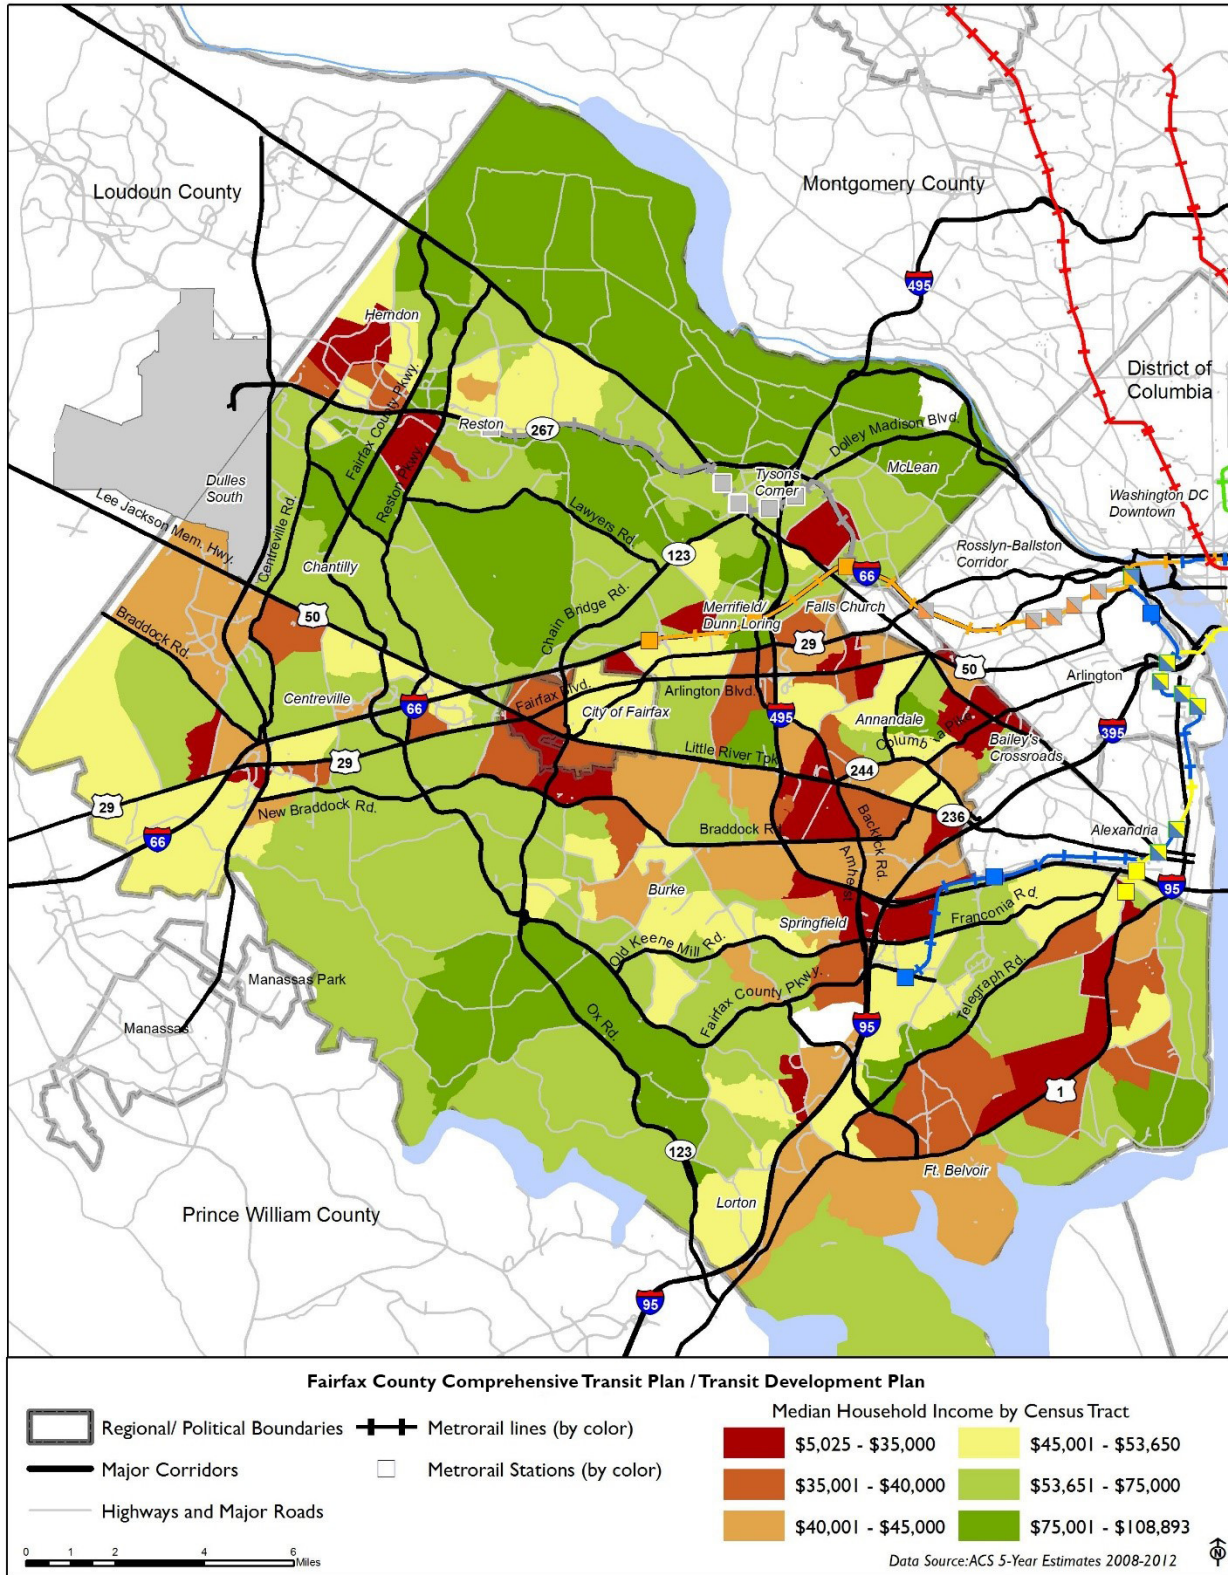 Loudoun County
Montgomery County
495
Herndon
District of
Columbia
Fairfax County Pkwy.
Reston
267
Dolley Madison Blvd.
McLean
Reston Pkwy.
Dulles
South
Tysons
Corner
Washington DC
Downtown
Lee Jackson Mem. Hwy.
Centreville Rd.
Lawyers Rd.
Rosslyn-Ballston
Corridor
Chantilly
123
66
50
Chain Bridge Rd.
Merrifield/
Dunn Loring
Falls Church
Braddock Rd.
29
50
Arlington
Centreville
66
Fairfax Blvd.
City of Fairfax
Arlington Blvd.
495
Annandale
Columbia Pike
395
Bailey's
Crossroads
Little River Tpk.
29
244
29
New Braddock Rd.
66
Braddock Rd.
Backlick Rd.
236
Alexandria
Amherst
Burke
95
Springfield
Franconia Rd.
Old Keene Mill Rd.
Manassas Park
Fairfax County Pkwy.
Telegraph Rd.
Manassas
Ox Rd.
95
1
123
Ft. Belvoir
Lorton
Prince William County
95
Fairfax County Comprehensive Transit Plan / Transit Development Plan
Regional/ Political Boundaries
Metrorail lines (by color)
Major Corridors
Metrorail Stations (by color)
Highways and Major Roads
0 1 2 4 6
Miles
Median Household Income by Census Tract
$5,025 - $35,000
$45,001 - $53,650
$35,001 - $40,000
$53,651 - $75,000
$40,001 - $45,000
$75,001 - $108,893
Data Source:ACS 5-Year Estimates 2008-2012
N